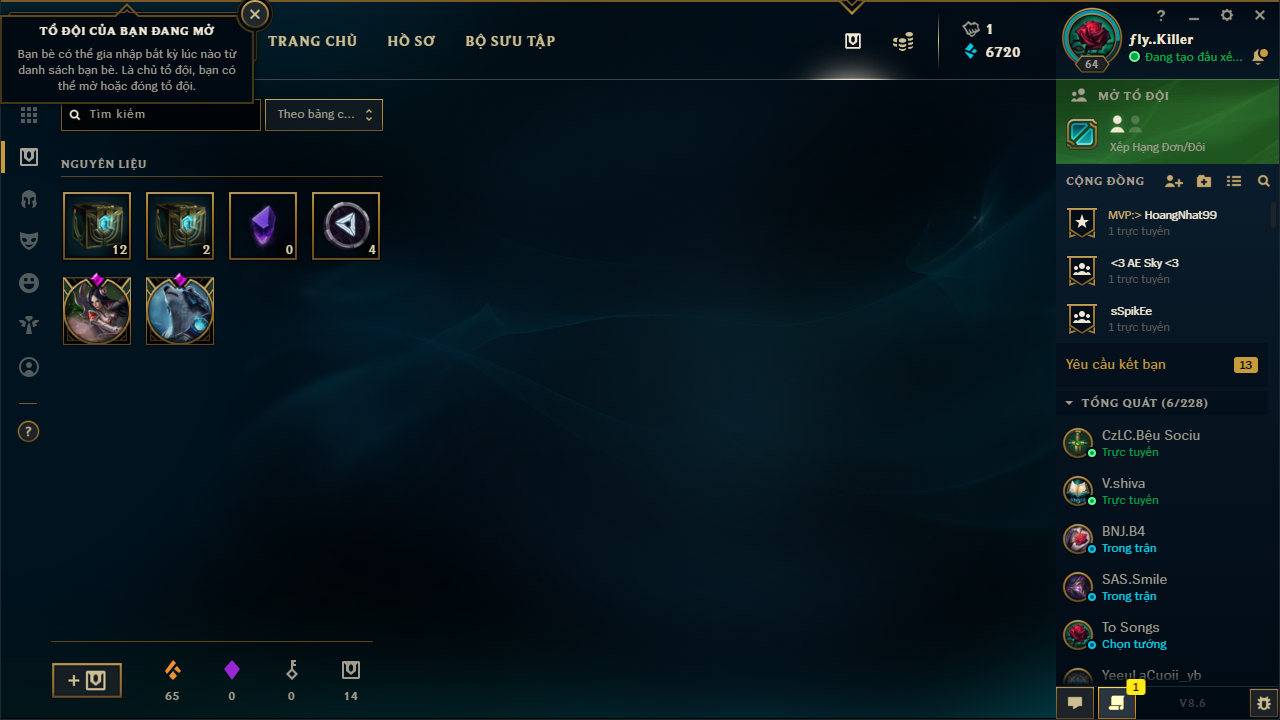 TỔ ĐỘI CỦA BẠN ĐANG MỞ
Bạn bè có thể gia nhập bất kỳ lúc nào từ
danh sách bạn bè. Là chủ tổ đội, bạn có
thể mở hoặc đóng tổ đội.
TRANG CHỦ
HỒ SƠ
BỘ SƯU TẬP
1
6720
?
64
ƒly..Killer
Đang tạo đấu xế...
Tìm kiếm
Theo bảng c...
NGUYÊN LIỆU
12
2
0
4
?
65
0
0
14
MỞ TỔ ĐỘI
Xếp Hạng Đơn/Đôi
CỘNG ĐỒNG
MVP:> HoangNhat99
1 trực tuyến
<3 AE Sky <3
1 trực tuyến
sSpikEe
1 trực tuyến
Yêu cầu kết bạn
13
TỔNG QUÁT (6/228)
CzLC.Bệu Sociu
Trực tuyến
V.shiva
Trực tuyến
BNJ.B4
Trong trận
SAS.Smile
Trong trận
To Songs
Chọn tướng
YeeuLaCuoii_yb
1
V8.6